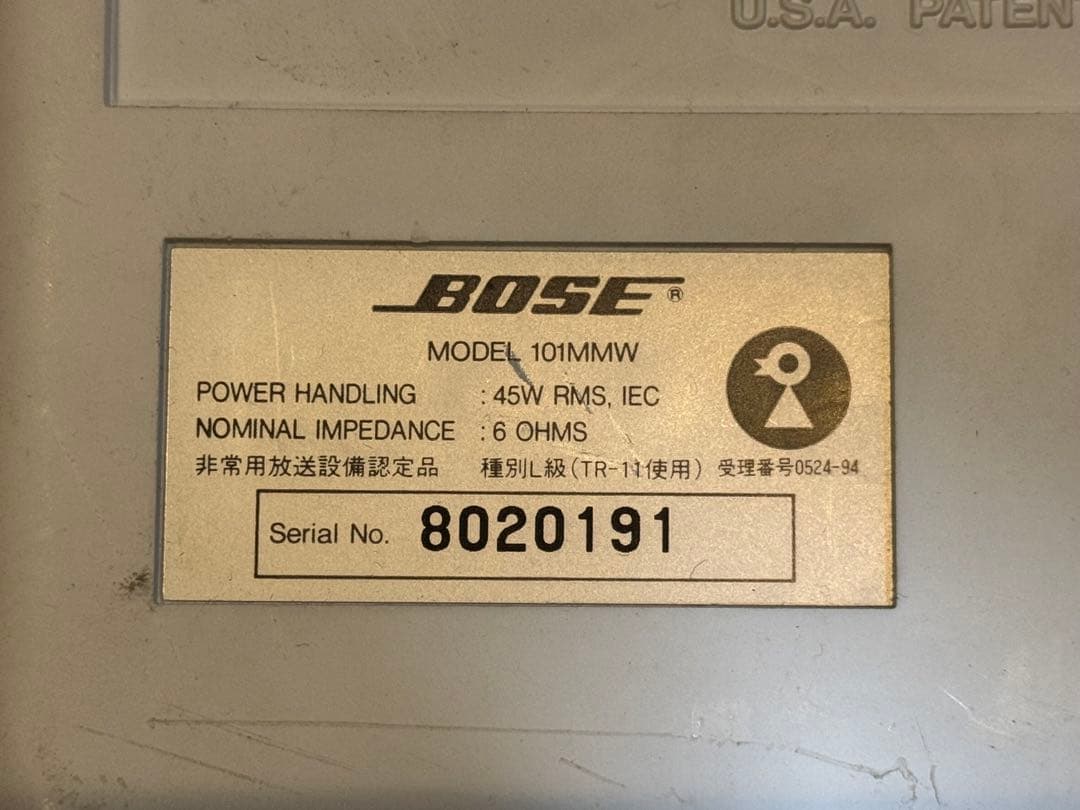 U.S.A. PATEN
BOSE®
MODEL 101MMW
POWER HANDLING : 45W RMS, IEC
NOMINAL IMPEDANCE : 6 OHMS
非常用放送設備認定品 種別L級(TR-11使用) 受理番号0524-94
Serial No. 8020191